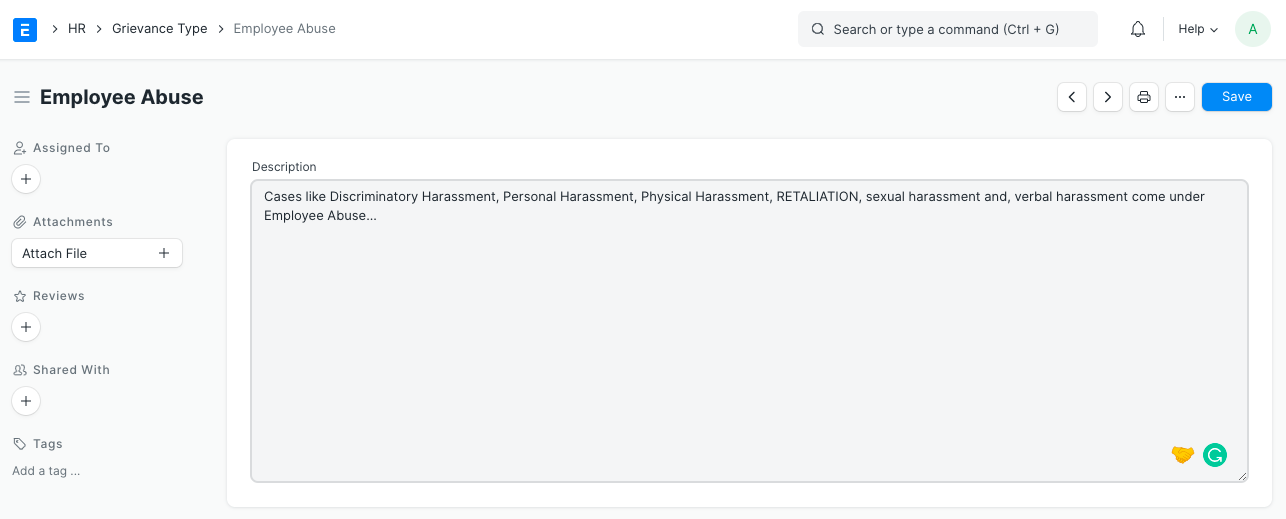 E HR Grievance Type Employee Abuse Search or type a command (Ctrl + G) Help A
Employee Abuse Save
Assigned To
Attachments
Attach File
Reviews
Shared With
Tags
Add a tag ...
Description
Cases like Discriminatory Harassment, Personal Harassment, Physical Harassment, RETALIATION, sexual harassment and, verbal harassment come under
Employee Abuse...